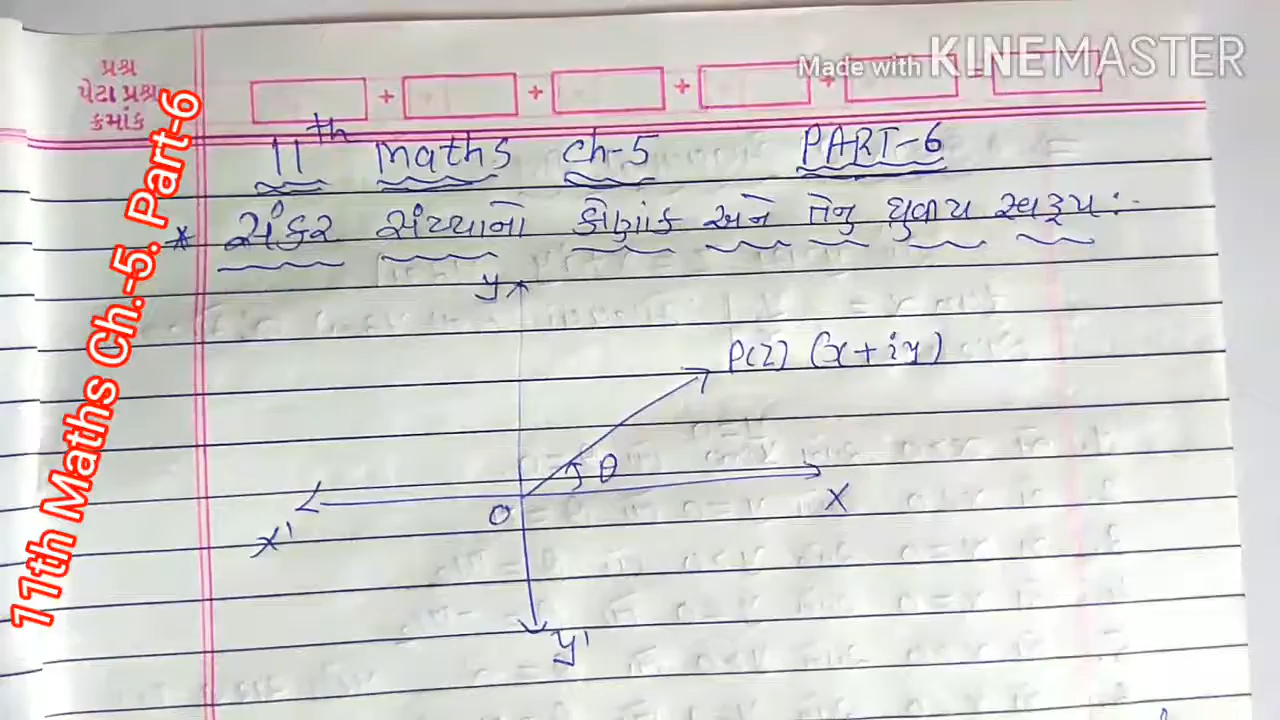 Made with KINEMASTER
પ્રશ્ન
પેટા પ્રશ્ન
ક્રમાંક
+ + + + =
11th Maths Ch.-5. Part-6
11th maths ch-5 PART-6
* સંકર સંખ્યાનો કોણાંક અને તેનુ ધ્રુવીય સ્વરૂપ :-
y
P(z) (x+iy)
θ
O
X
X'
y'